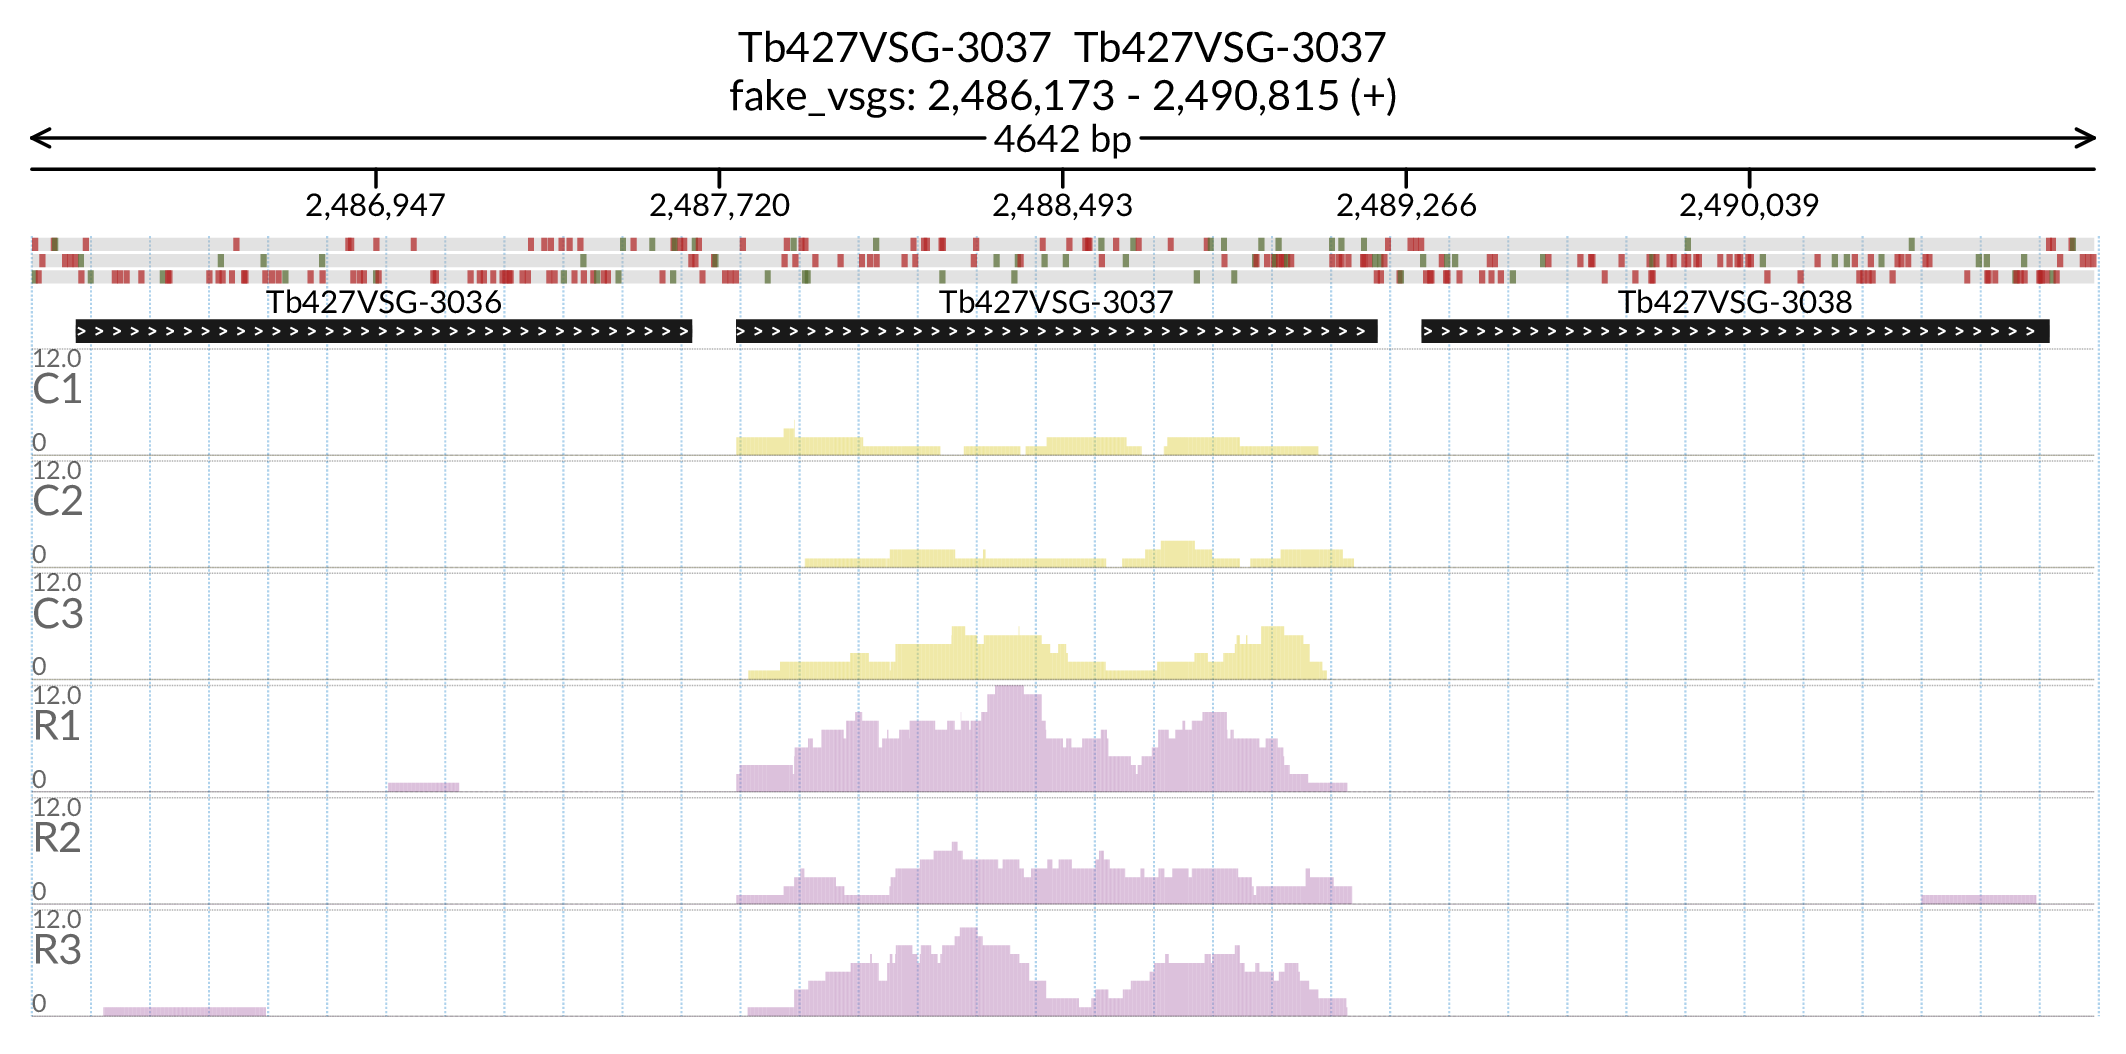 Tb427VSG-3037 Tb427VSG-3037
fake_vsgs: 2,486,173 - 2,490,815 (+)
4642 bp
2,486,947 2,487,720 2,488,493 2,489,266 2,490,039
Tb427VSG-3036 Tb427VSG-3037 Tb427VSG-3038
12.0
C1
0
12.0
C2
0
12.0
C3
0
12.0
R1
0
12.0
R2
0
12.0
R3
0